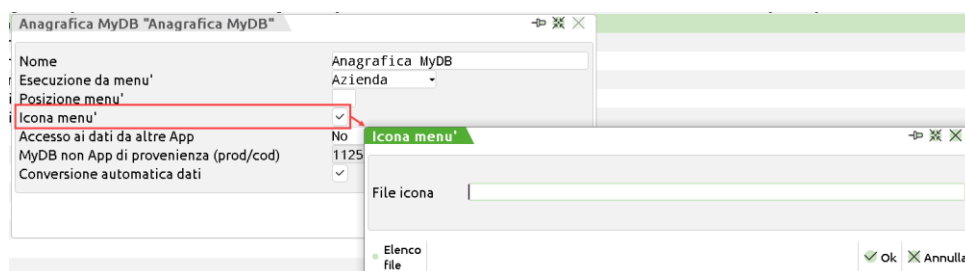 Anagrafica MyDB "Anagrafica MyDB"
Nome Anagrafica MyDB
Esecuzione da menu' Azienda
Posizione menu'
Icona menu'
Accesso ai dati da altre App No
MyDB non App di provenienza (prod/cod) 1125
Conversione automatica dati
Icona menu'
File icona
Elenco file
Ok Annulla